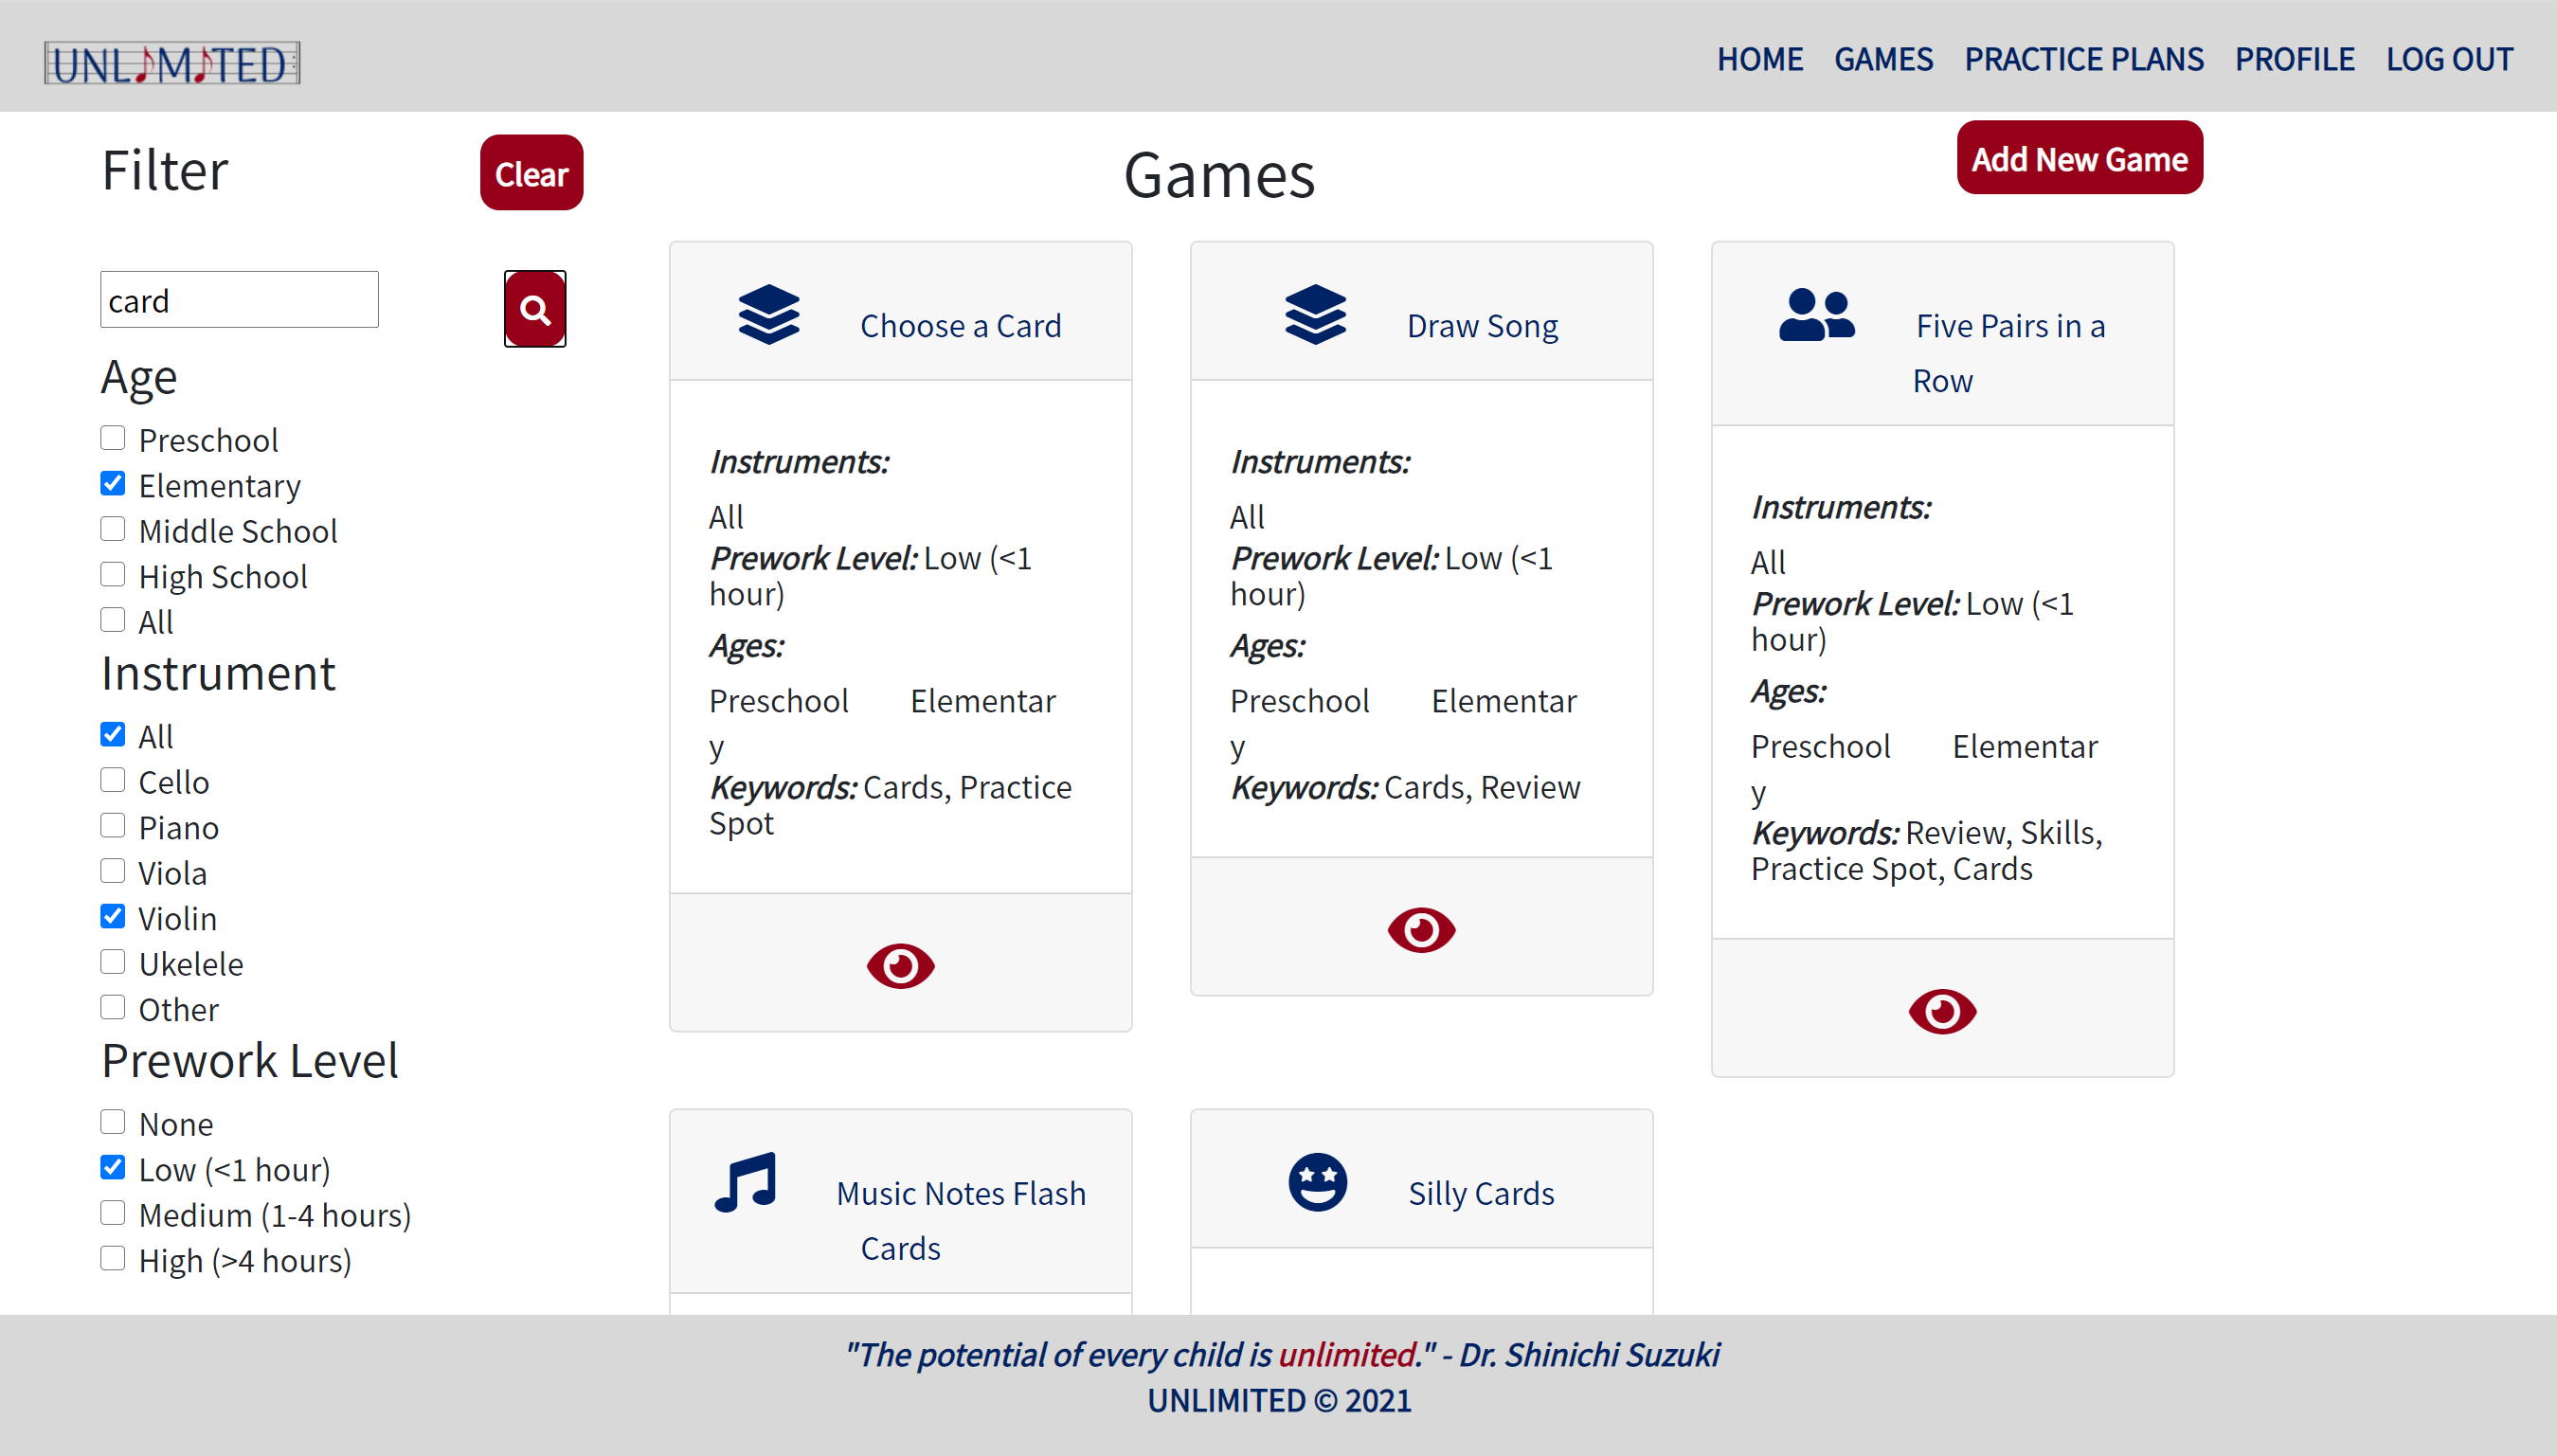 UNLIMITED
HOME GAMES PRACTICE PLANS PROFILE LOG OUT
Filter
Clear
card
Age
Preschool
Elementary
Middle School
High School
All
Instrument
All
Cello
Piano
Viola
Violin
Ukelele
Other
Prework Level
None
Low (<1 hour)
Medium (1-4 hours)
High (>4 hours)
Games
Add New Game
Choose a Card
Instruments:
All
Prework Level: Low (<1
hour)
Ages:
Preschool Elementar
y
Keywords: Cards, Practice
Spot
Draw Song
Instruments:
All
Prework Level: Low (<1
hour)
Ages:
Preschool Elementar
y
Keywords: Cards, Review
Five Pairs in a
Row
Instruments:
All
Prework Level: Low (<1
hour)
Ages:
Preschool Elementar
y
Keywords: Review, Skills,
Practice Spot, Cards
Music Notes Flash
Cards
Silly Cards
"The potential of every child is unlimited." - Dr. Shinichi Suzuki
UNLIMITED © 2021